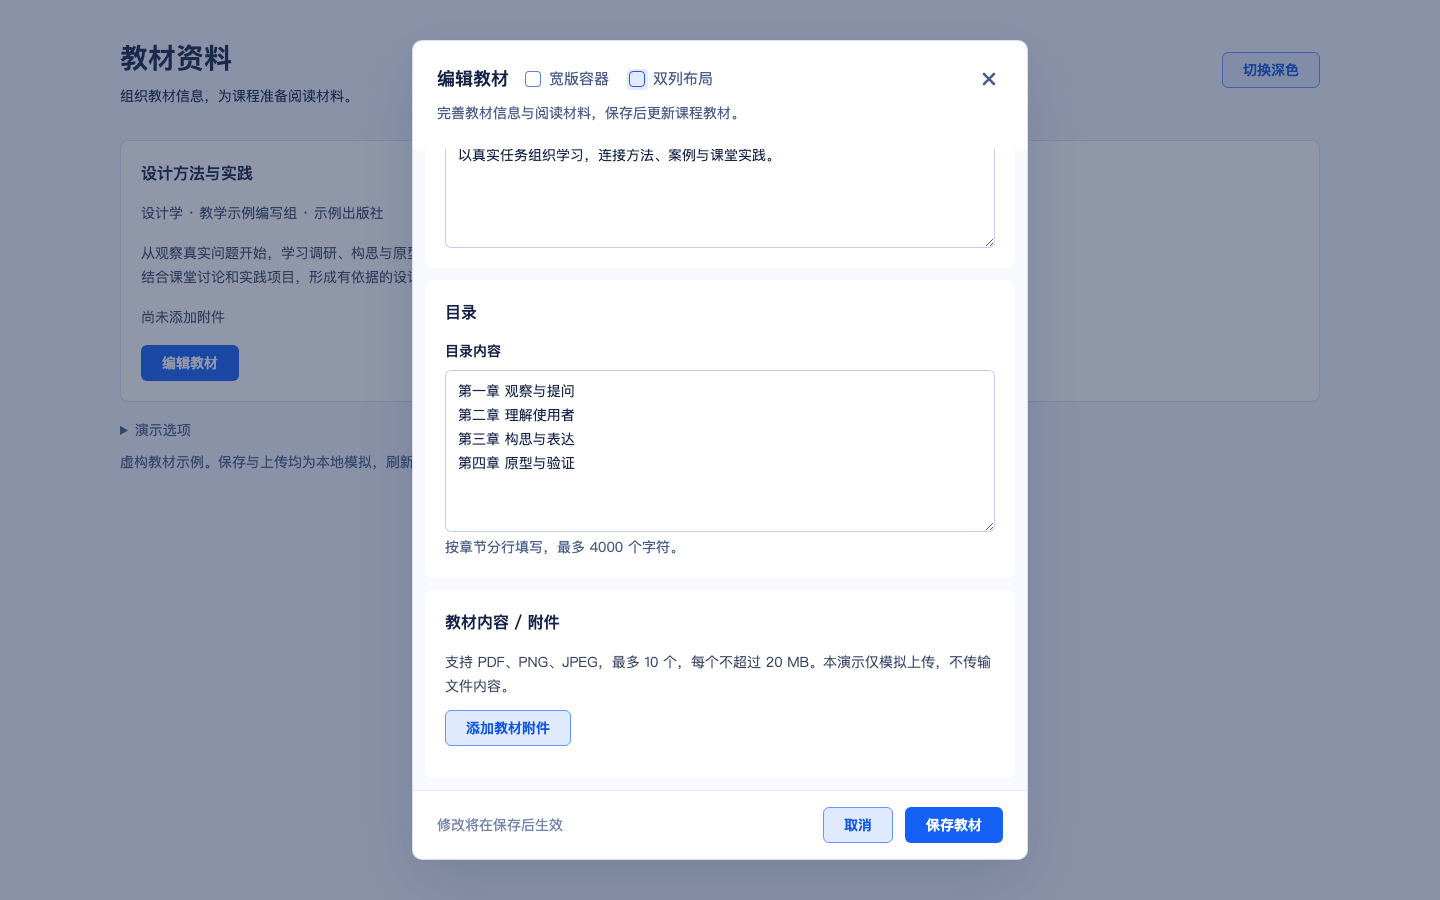 教材资料
组织教材信息，为课程准备阅读材料。
切换深色
设计方法与实践
设计学 · 教学示例编写组 · 示例出版社
从观察真实问题开始，学习调研、构思与原型
结合课堂讨论和实践项目，形成有依据的设计
尚未添加附件
编辑教材
演示选项
虚构教材示例。保存与上传均为本地模拟，刷新
编辑教材
宽版容器
双列布局
完善教材信息与阅读材料，保存后更新课程教材。
以真实任务组织学习，连接方法、案例与课堂实践。
目录
目录内容
第一章 观察与提问
第二章 理解使用者
第三章 构思与表达
第四章 原型与验证
按章节分行填写，最多 4000 个字符。
教材内容 / 附件
支持 PDF、PNG、JPEG，最多 10 个，每个不超过 20 MB。本演示仅模拟上传，不传输
文件内容。
添加教材附件
修改将在保存后生效
取消
保存教材